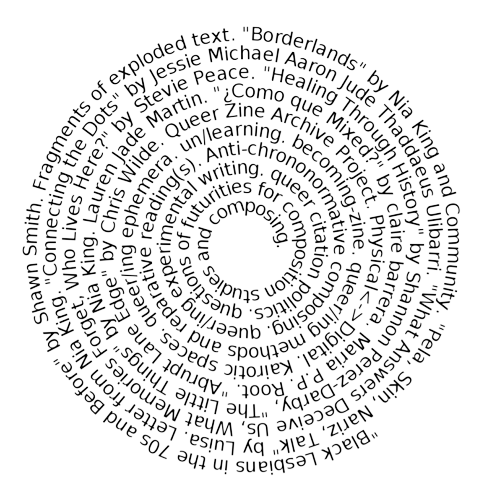 "Black Lesbians in the 70s and Before" by Shawn Smith. Fragments of exploded text. "Borderlands" by Nia King and Community. "Pela, Skin, Nariz, Talk" by Luisa. Letter from Nia King. "Connecting the Dots" by Jessie Michael Aaron Jude Thaddaeus Ulibarri. "What Answers Deceive Us, What Memories Forget, Who Lives Here?" by Stevie Peace. "Healing Through History" by Shannon Perez-Darby, "The Little Things" by Nia King. Lauren Jade Martin. "¿Como que Mixed?" by claire barrera. Maria P.P. Root. "Abrupt Lane Edge" by Chris Wilde. Queer Zine Archive Project. Physical<->Digital. Kairotic spaces queer/ing ephemera. un/learning. becoming-zine. queer/ing methods and reparative reading(s). Anti-chrononormative composing. queer/ing experimental writing. queer citation politics. questions of futurities for composition studies and composing.